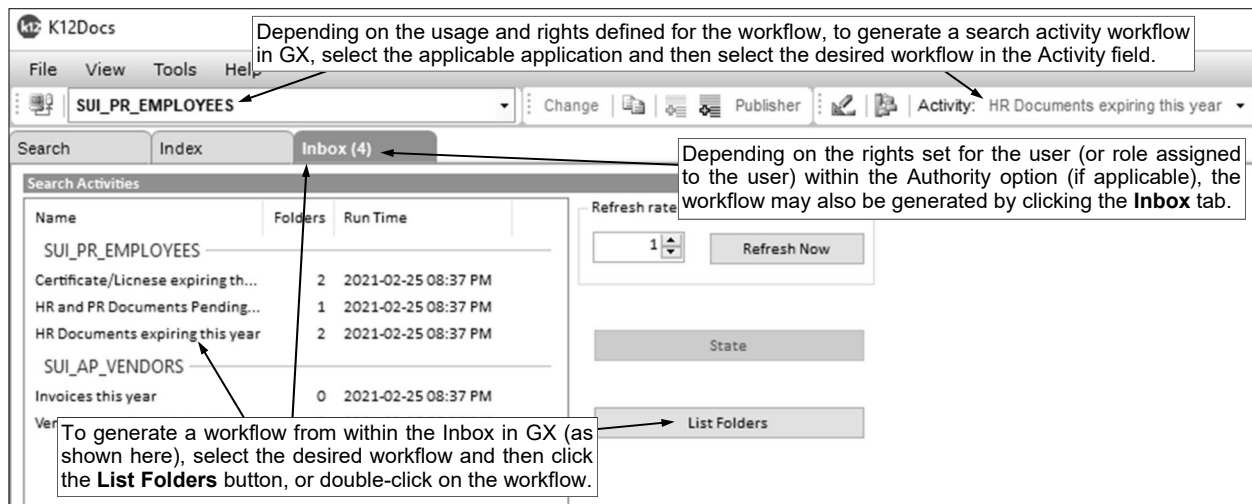 k12 K12Docs
Depending on the usage and rights defined for the workflow, to generate a search activity workflow
in GX, select the applicable application and then select the desired workflow in the Activity field.
File View Tools Help
SUI_PR_EMPLOYEES Change Publisher Activity: HR Documents expiring this year
Search Index Inbox (4)
Depending on the rights set for the user (or role assigned
to the user) within the Authority option (if applicable), the
workflow may also be generated by clicking the Inbox tab.
Search Activities
Name Folders Run Time
Refresh rate
1 Refresh Now
SUI_PR_EMPLOYEES
Certificate/Licnese expiring th... 2 2021-02-25 08:37 PM
HR and PR Documents Pending... 1 2021-02-25 08:37 PM
HR Documents expiring this year 2 2021-02-25 08:37 PM
State
SUI_AP_VENDORS
Invoices this year 0 2021-02-25 08:37 PM
List Folders
To generate a workflow from within the Inbox in GX (as
shown here), select the desired workflow and then click
the List Folders button, or double-click on the workflow.